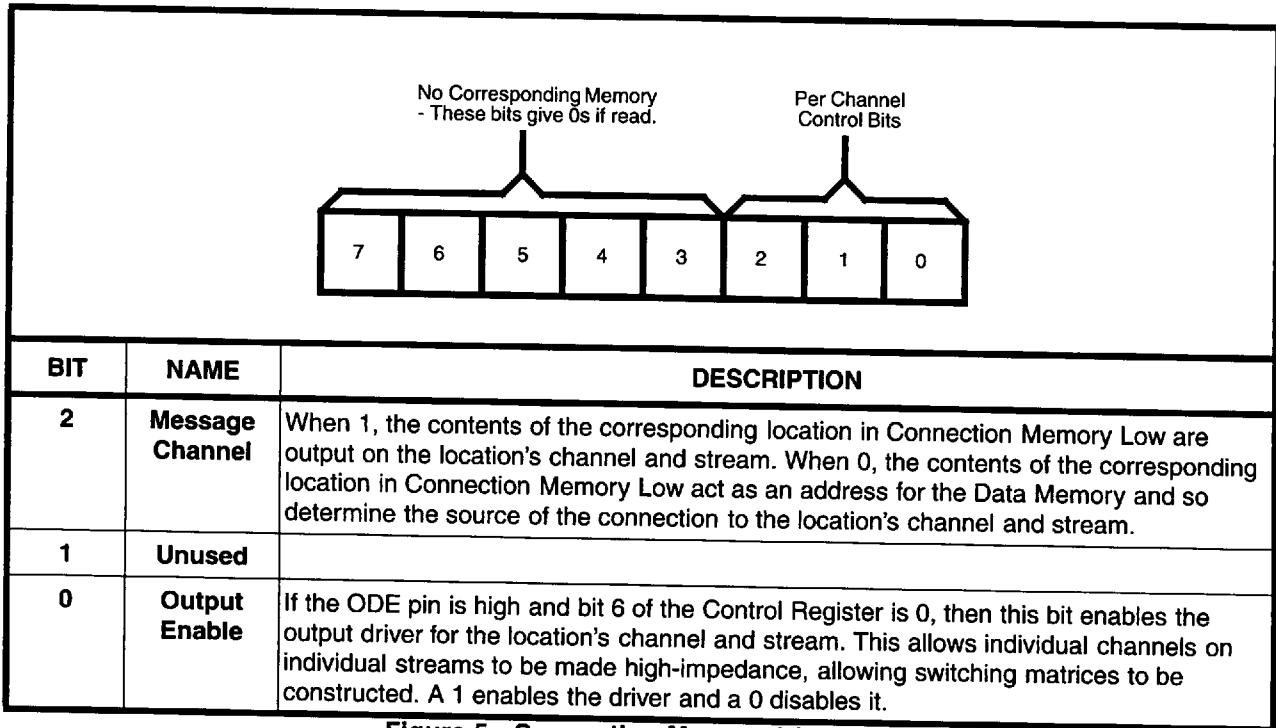 No Corresponding Memory
- These bits give 0s if read.
Per Channel
Control Bits
7 6 5 4 3 2 1 0
BIT NAME DESCRIPTION
2 Message Channel When 1, the contents of the corresponding location in Connection Memory Low are
output on the location's channel and stream. When 0, the contents of the corresponding
location in Connection Memory Low act as an address for the Data Memory and so
determine the source of the connection to the location's channel and stream.
1 Unused
0 Output Enable If the ODE pin is high and bit 6 of the Control Register is 0, then this bit enables the
output driver for the location's channel and stream. This allows individual channels on
individual streams to be made high-impedance, allowing switching matrices to be
constructed. A 1 enables the driver and a 0 disables it.